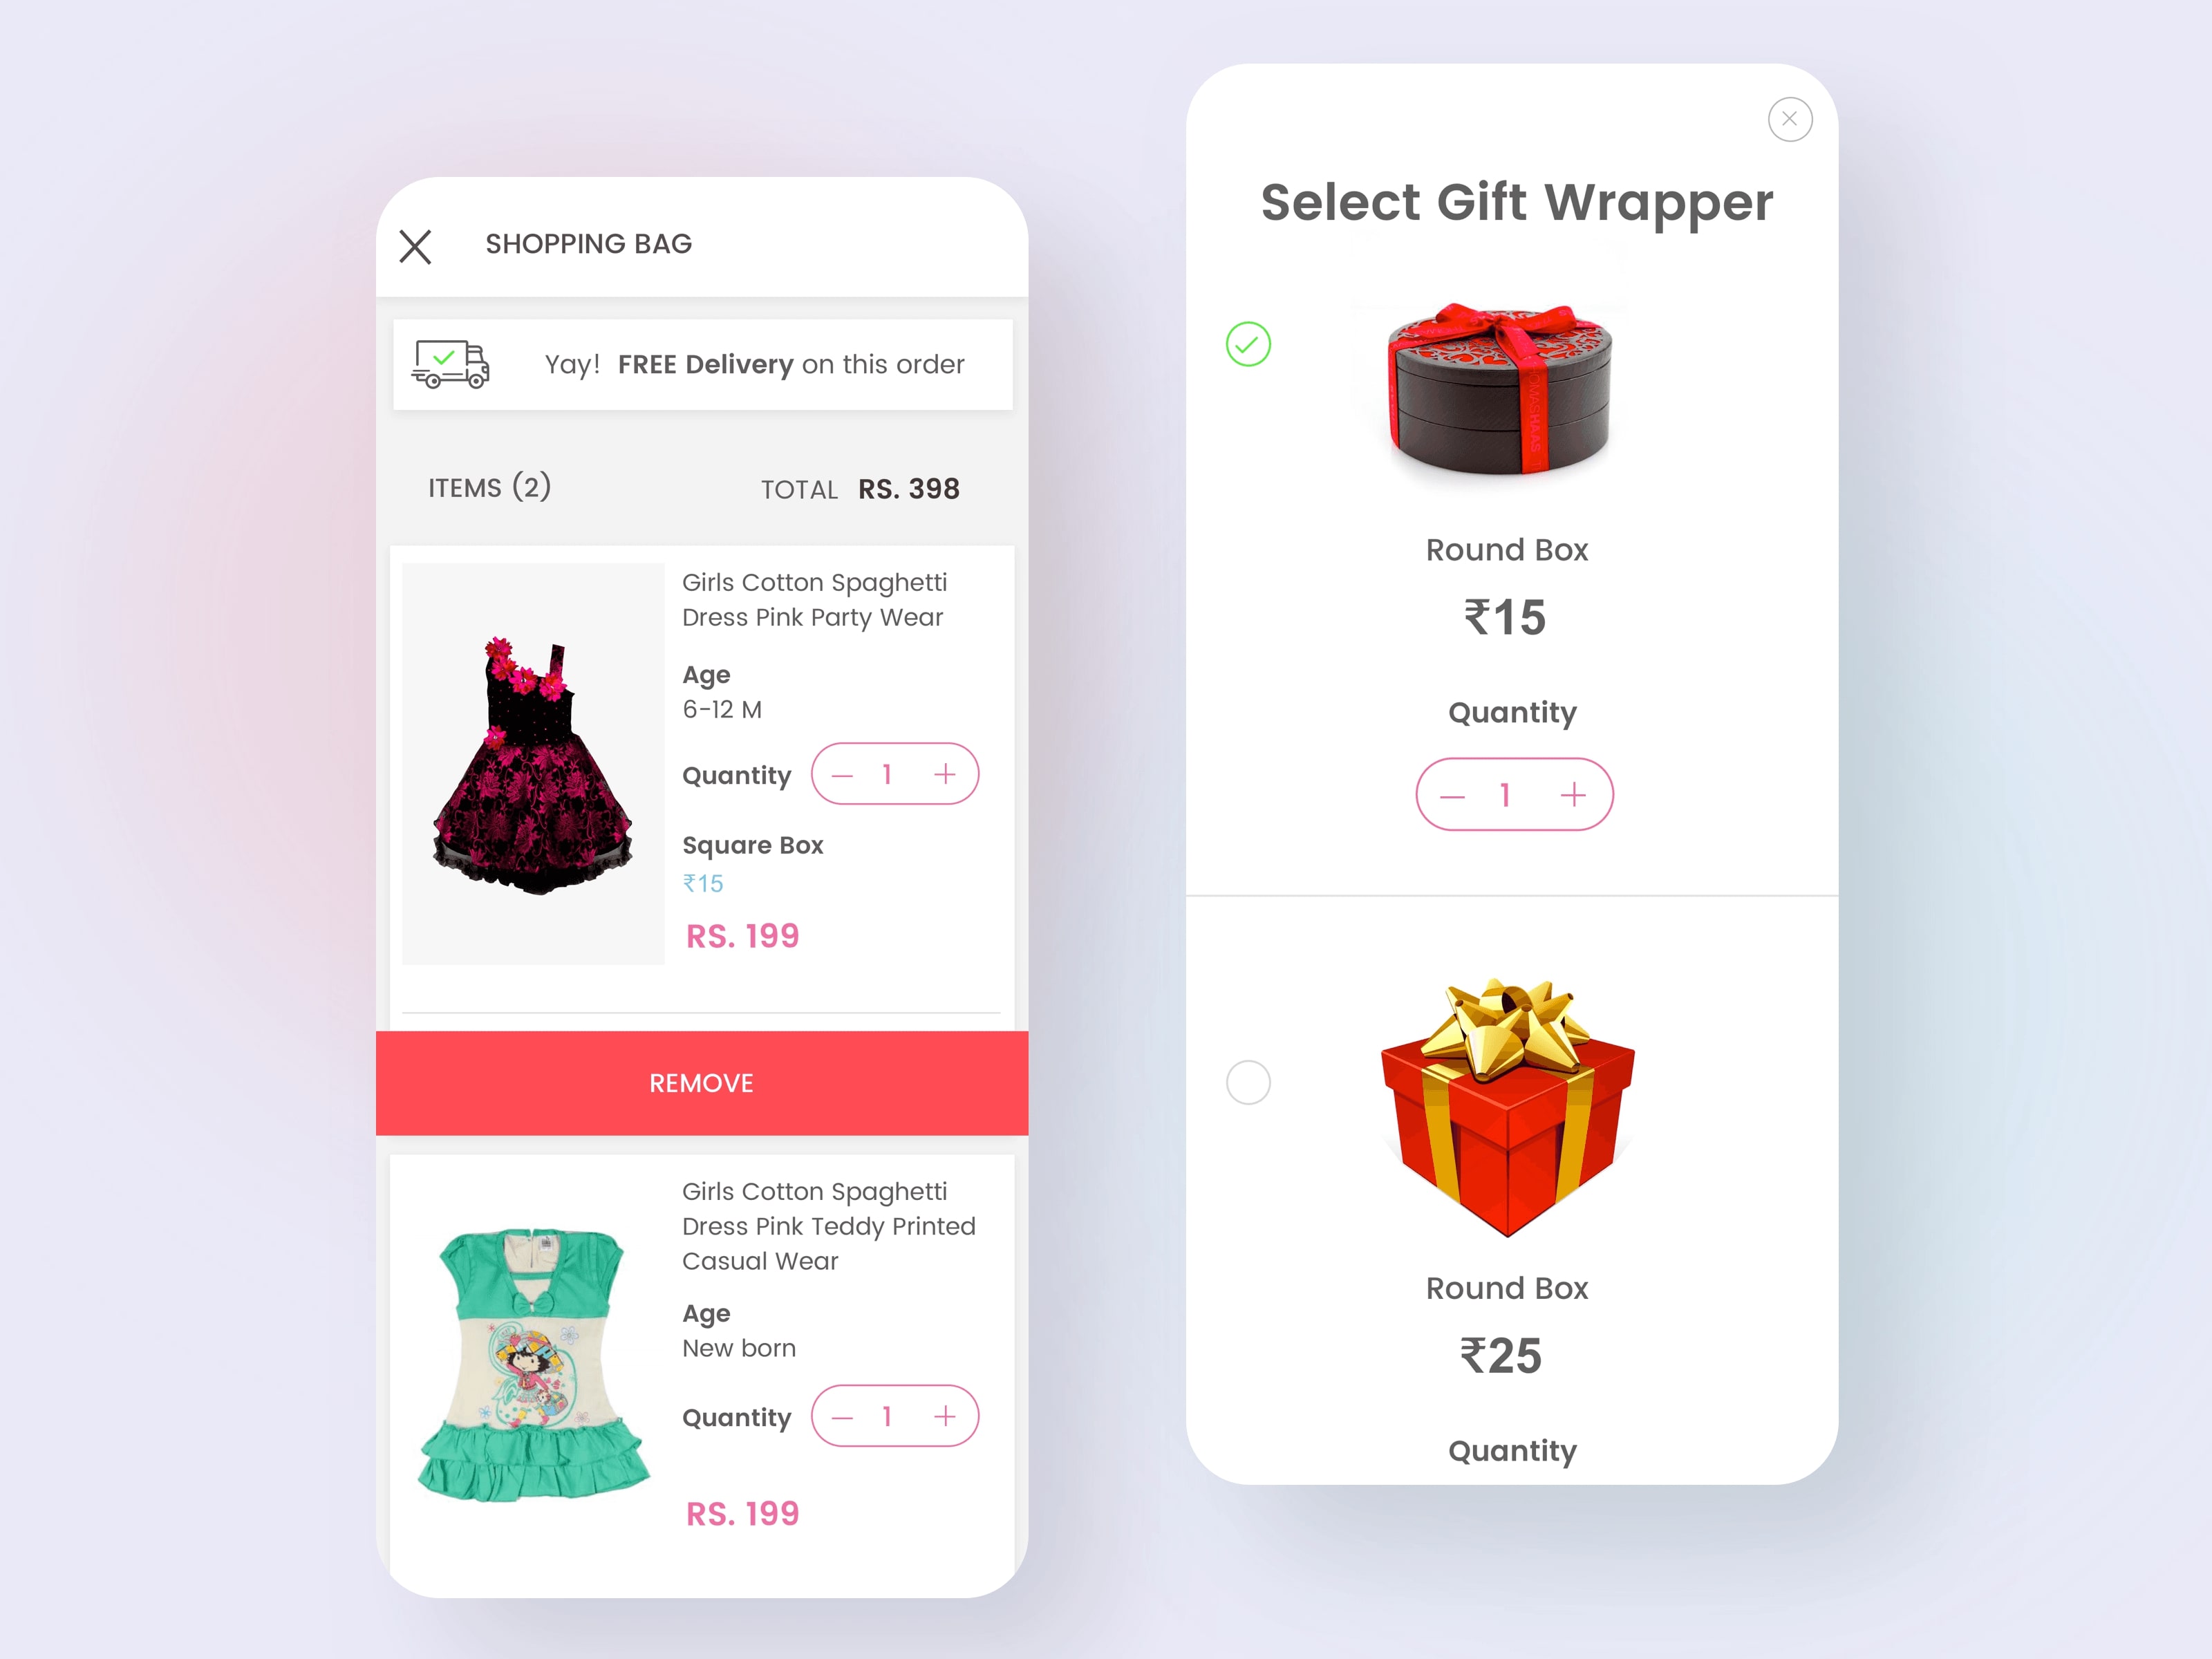 SHOPPING BAG
Yay! FREE Delivery on this order
ITEMS (2)
TOTAL RS. 398
Girls Cotton Spaghetti
Dress Pink Party Wear
Age
6-12 M
Quantity
1
Square Box
₹15
RS. 199
REMOVE
Girls Cotton Spaghetti
Dress Pink Teddy Printed
Casual Wear
Age
New born
Quantity
1
RS. 199
Select Gift Wrapper
Round Box
₹15
Quantity
1
Round Box
₹25
Quantity